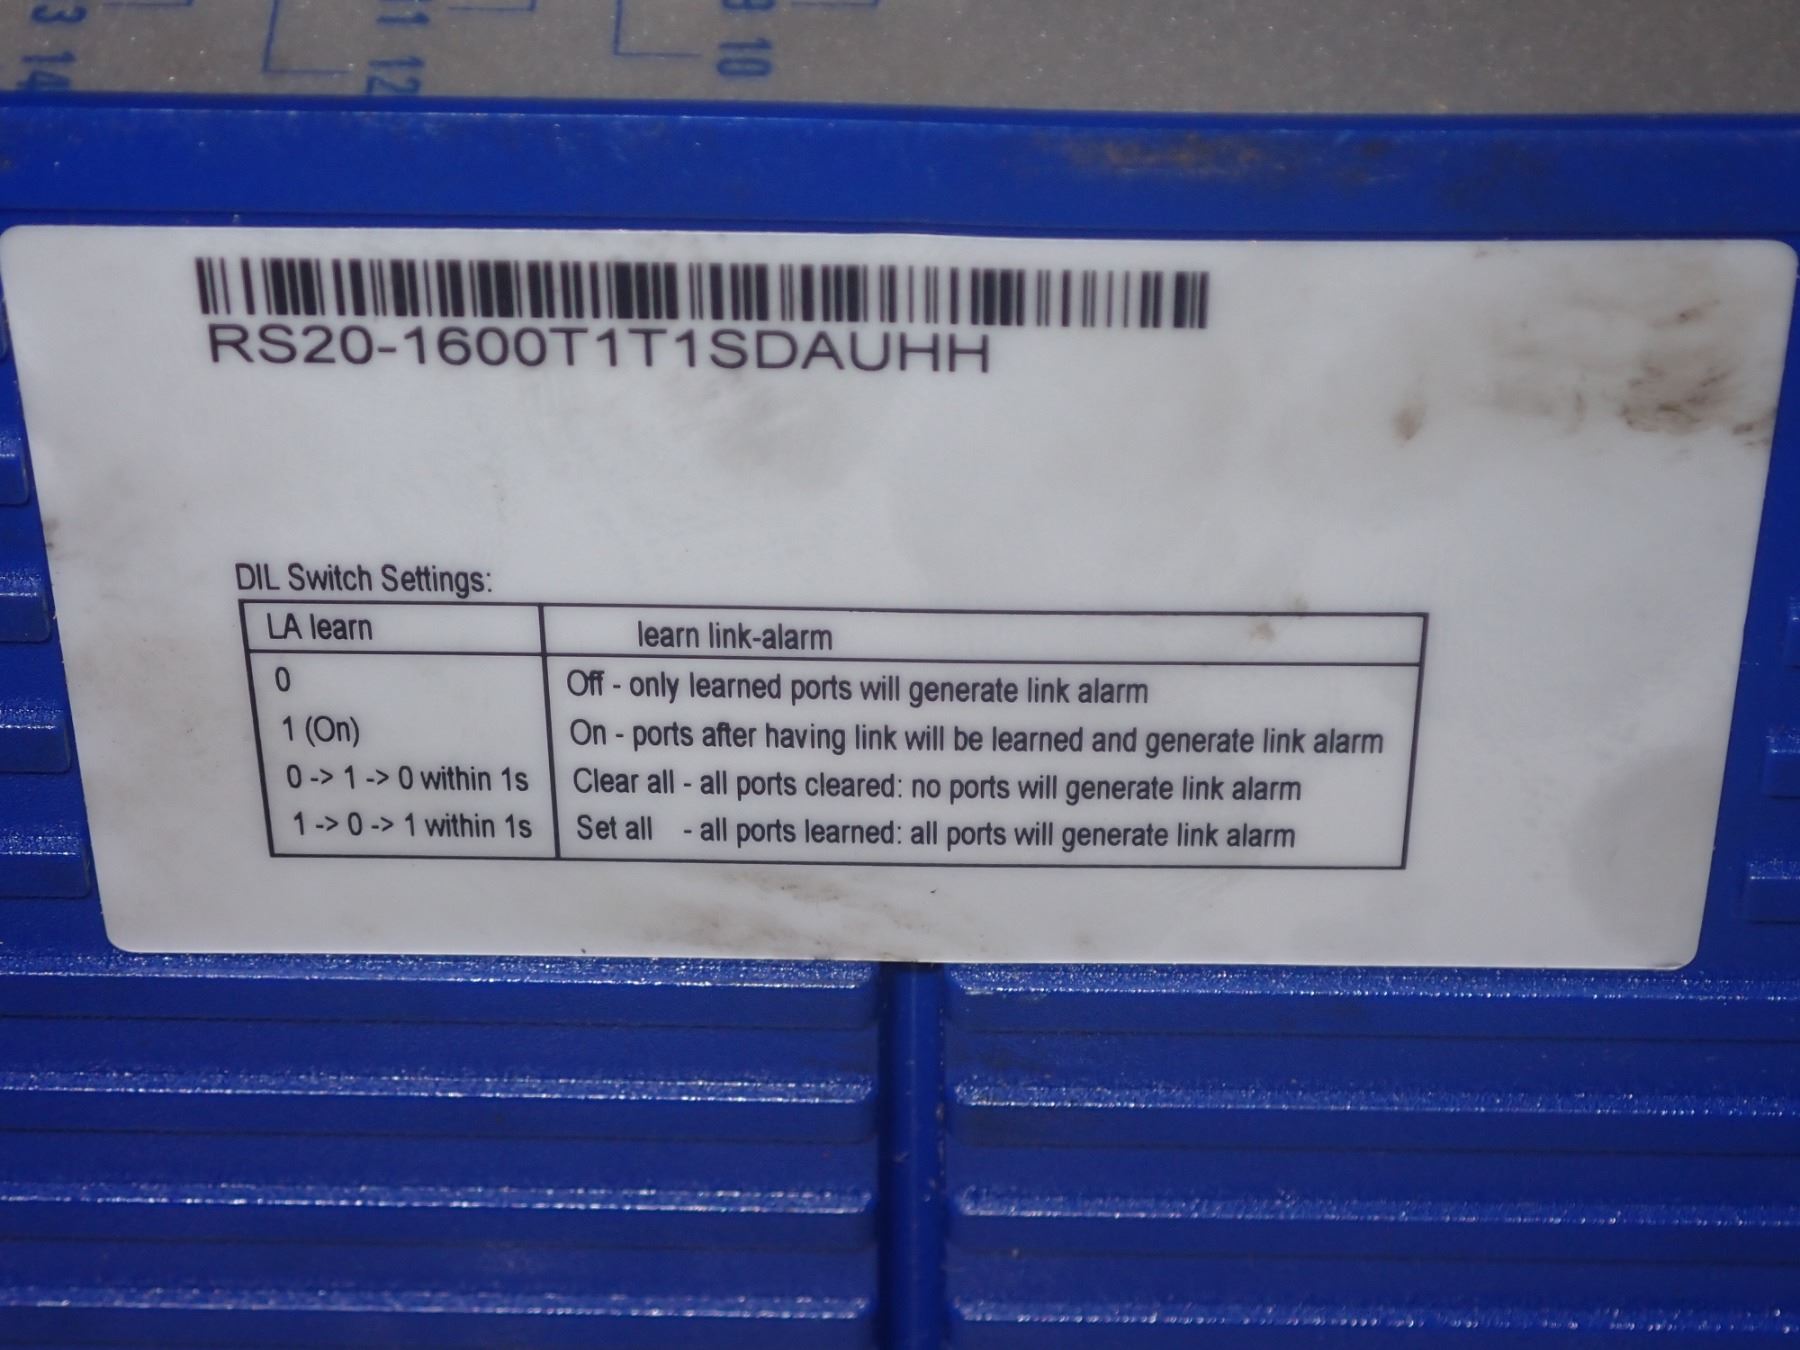 14
12
10
RS20-1600T1T1SDAUHH
DIL Switch Settings:
LA learn learn link-alarm
0 Off - only learned ports will generate link alarm
1 (On) On - ports after having link will be learned and generate link alarm
0 -> 1 -> 0 within 1s Clear all - all ports cleared: no ports will generate link alarm
1 -> 0 -> 1 within 1s Set all - all ports learned: all ports will generate link alarm